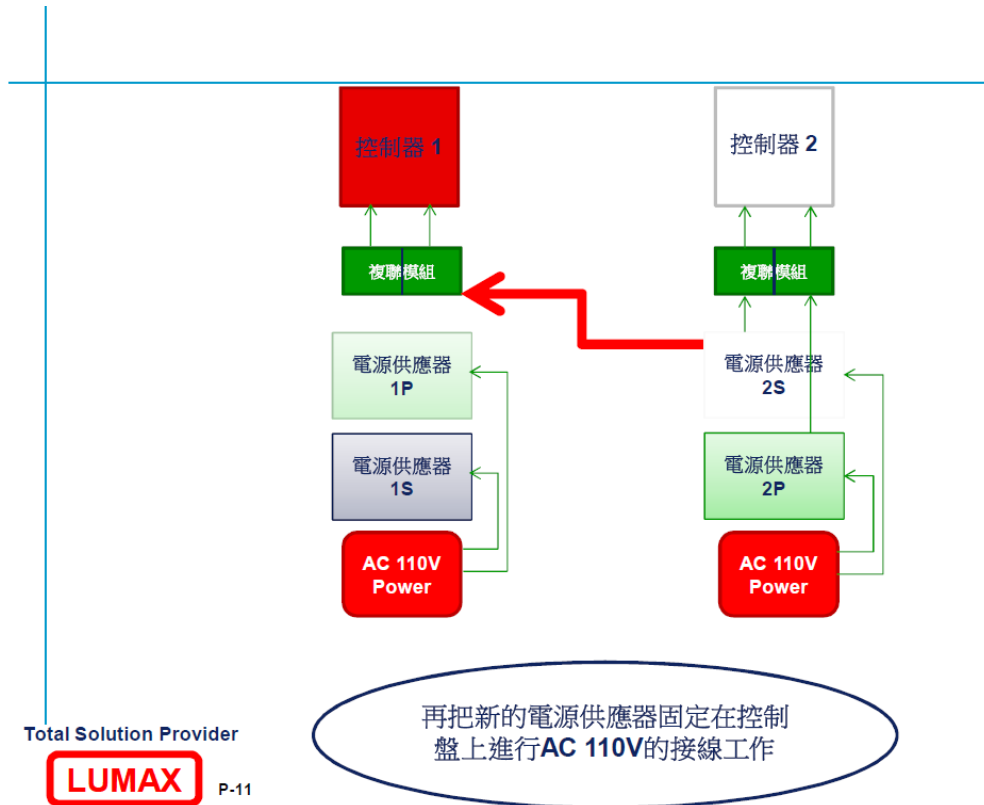 控制器 1
控制器 2
複聯模組
複聯模組
電源供應器
1P
電源供應器
2S
電源供應器
1S
電源供應器
2P
AC 110V
Power
AC 110V
Power
再把新的電源供應器固定在控制
盤上進行AC 110V的接線工作
Total Solution Provider
LUMAX
P-11